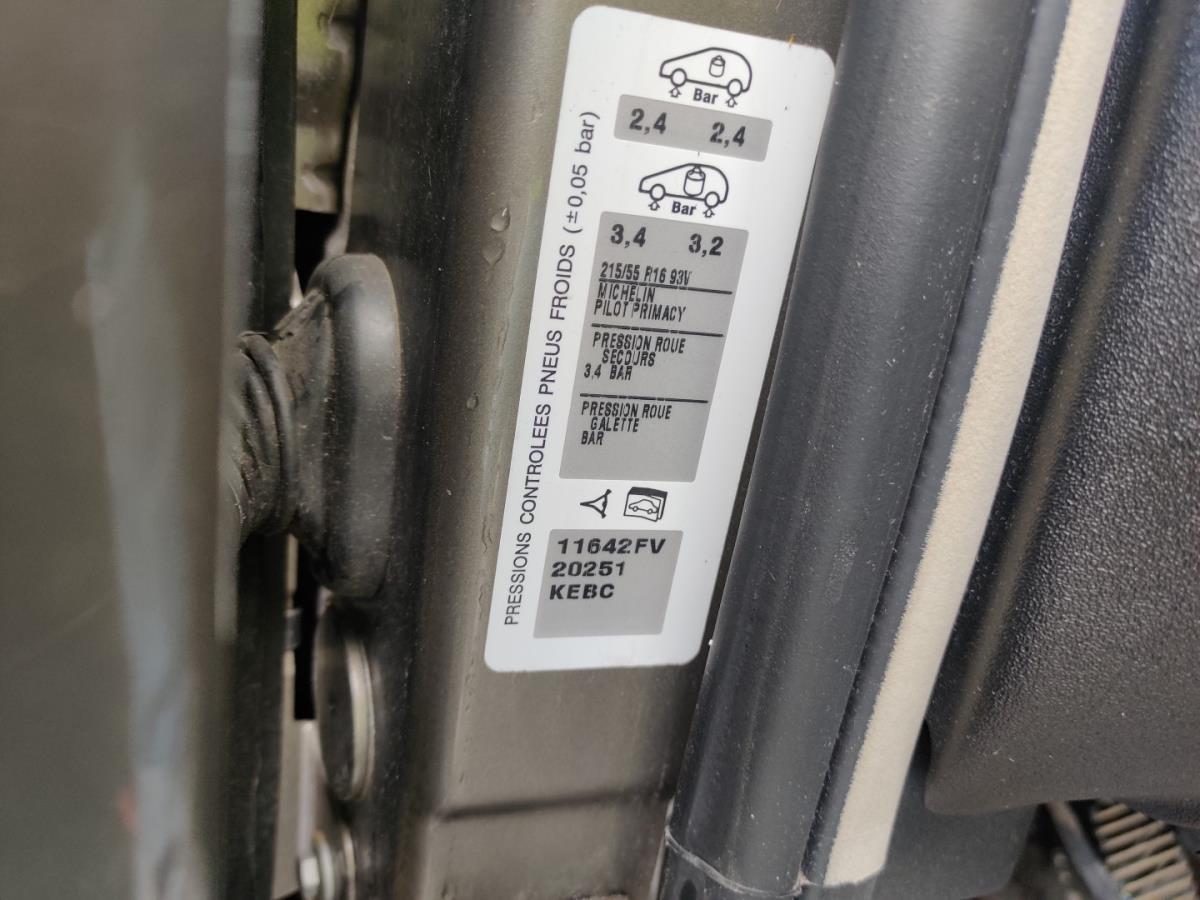 Bar
2,4 2,4
Bar
3,4 3,2
215/55 R16 93V
MICHELIN
PILOT PRIMACY
PRESSION ROUE
SECOURS
3,4 BAR
PRESSION ROUE
GALETTE
BAR
11642FV
20251
KEBC
PRESSIONS CONTROLEES PNEUS FROIDS (±0,05 bar)